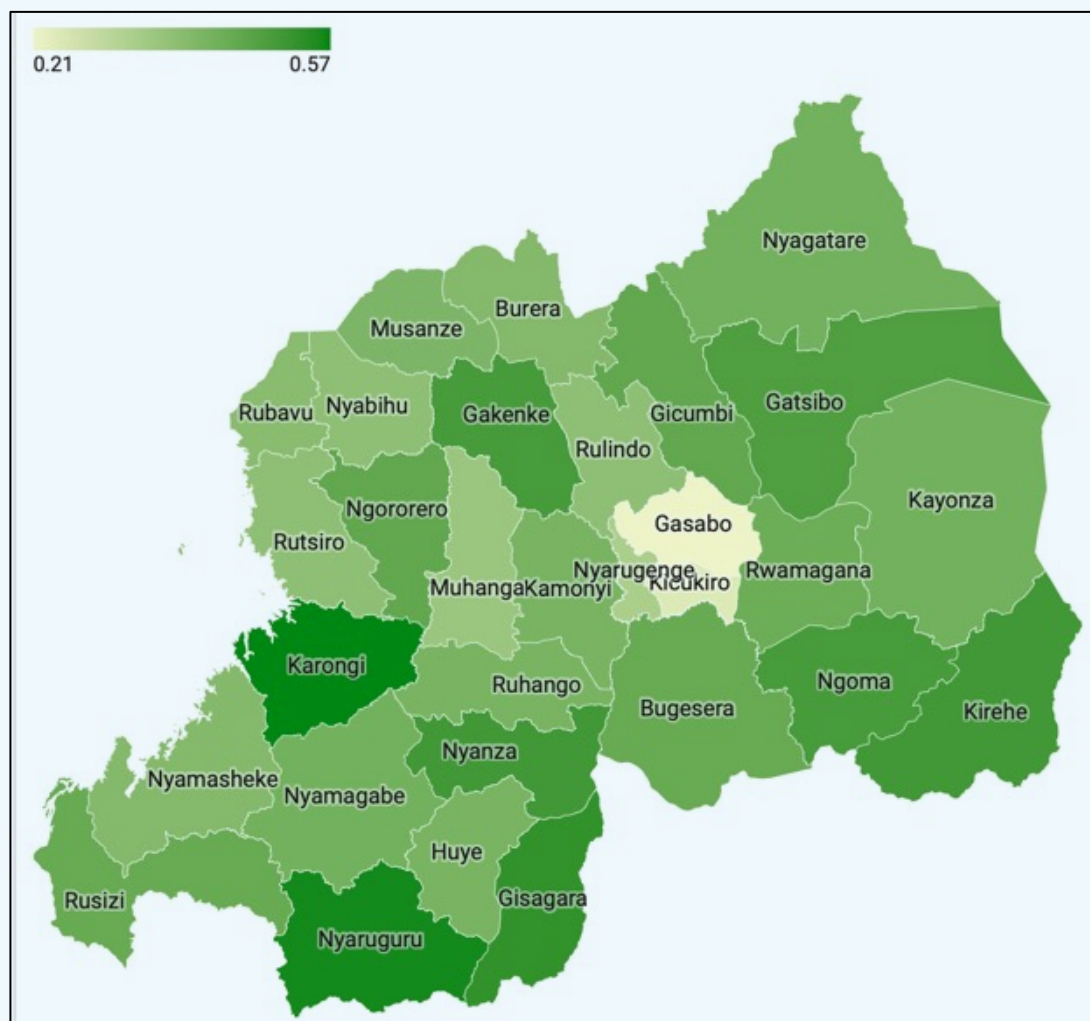 0.21 0.57
Nyagatare
Burera
Musanze
Rubavu
Nyabihu
Gakenke
Gicumbi
Gatsibo
Rulindo
Kayonza
Ngororero
Gasabo
Rutsiro
Muhanga
Kamonyi
Nyarugenge
Kicukiro
Rwamagana
Karongi
Ruhango
Bugesera
Ngoma
Kirehe
Nyanza
Nyamasheke
Nyamagabe
Huye
Rusizi
Gisagara
Nyaruguru